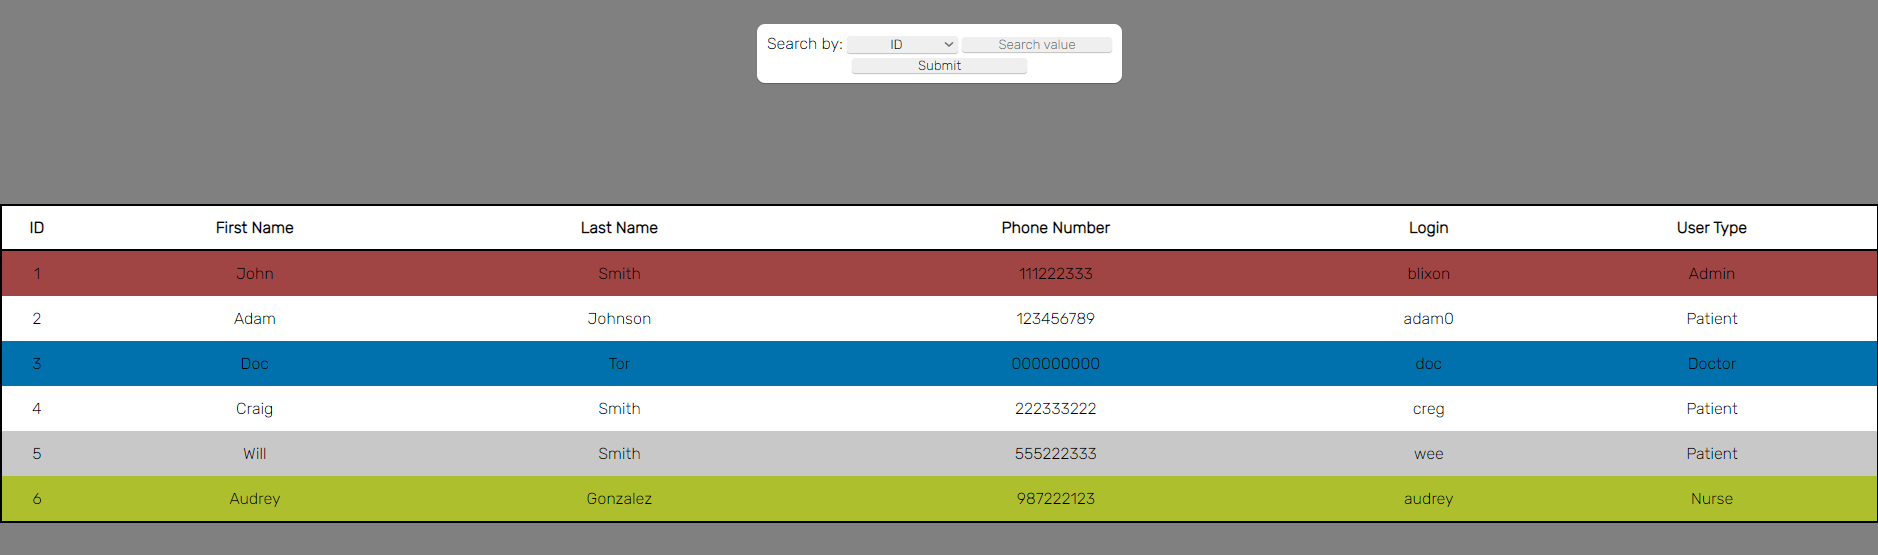 Search by: ID Search value
Submit
ID First Name Last Name Phone Number Login User Type
1 John Smith 111222333 blixon Admin
2 Adam Johnson 123456789 adam0 Patient
3 Doc Tor 000000000 doc Doctor
4 Craig Smith 222333222 creg Patient
5 Will Smith 555222333 wee Patient
6 Audrey Gonzalez 987222123 audrey Nurse